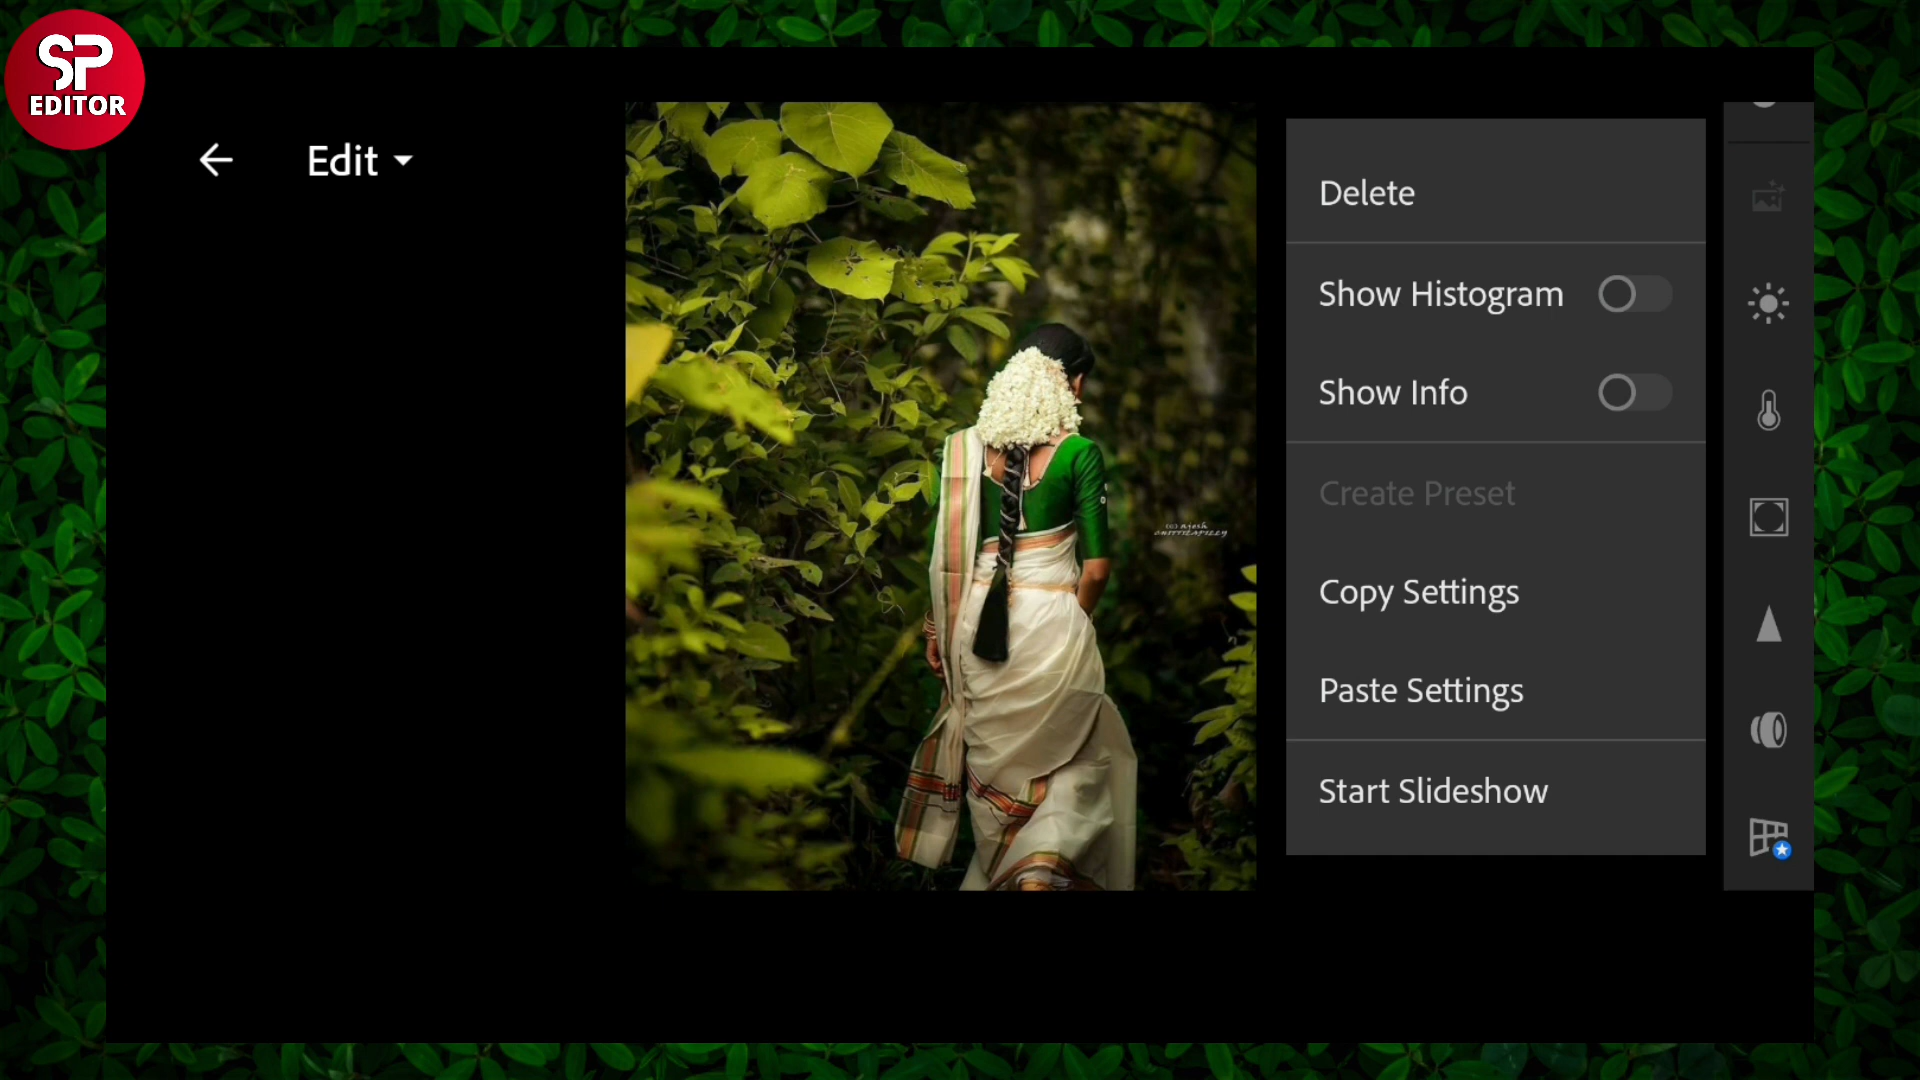 SP
EDITOR
Edit
Delete
Show Histogram
Show Info
Create Preset
Copy Settings
Paste Settings
Start Slideshow